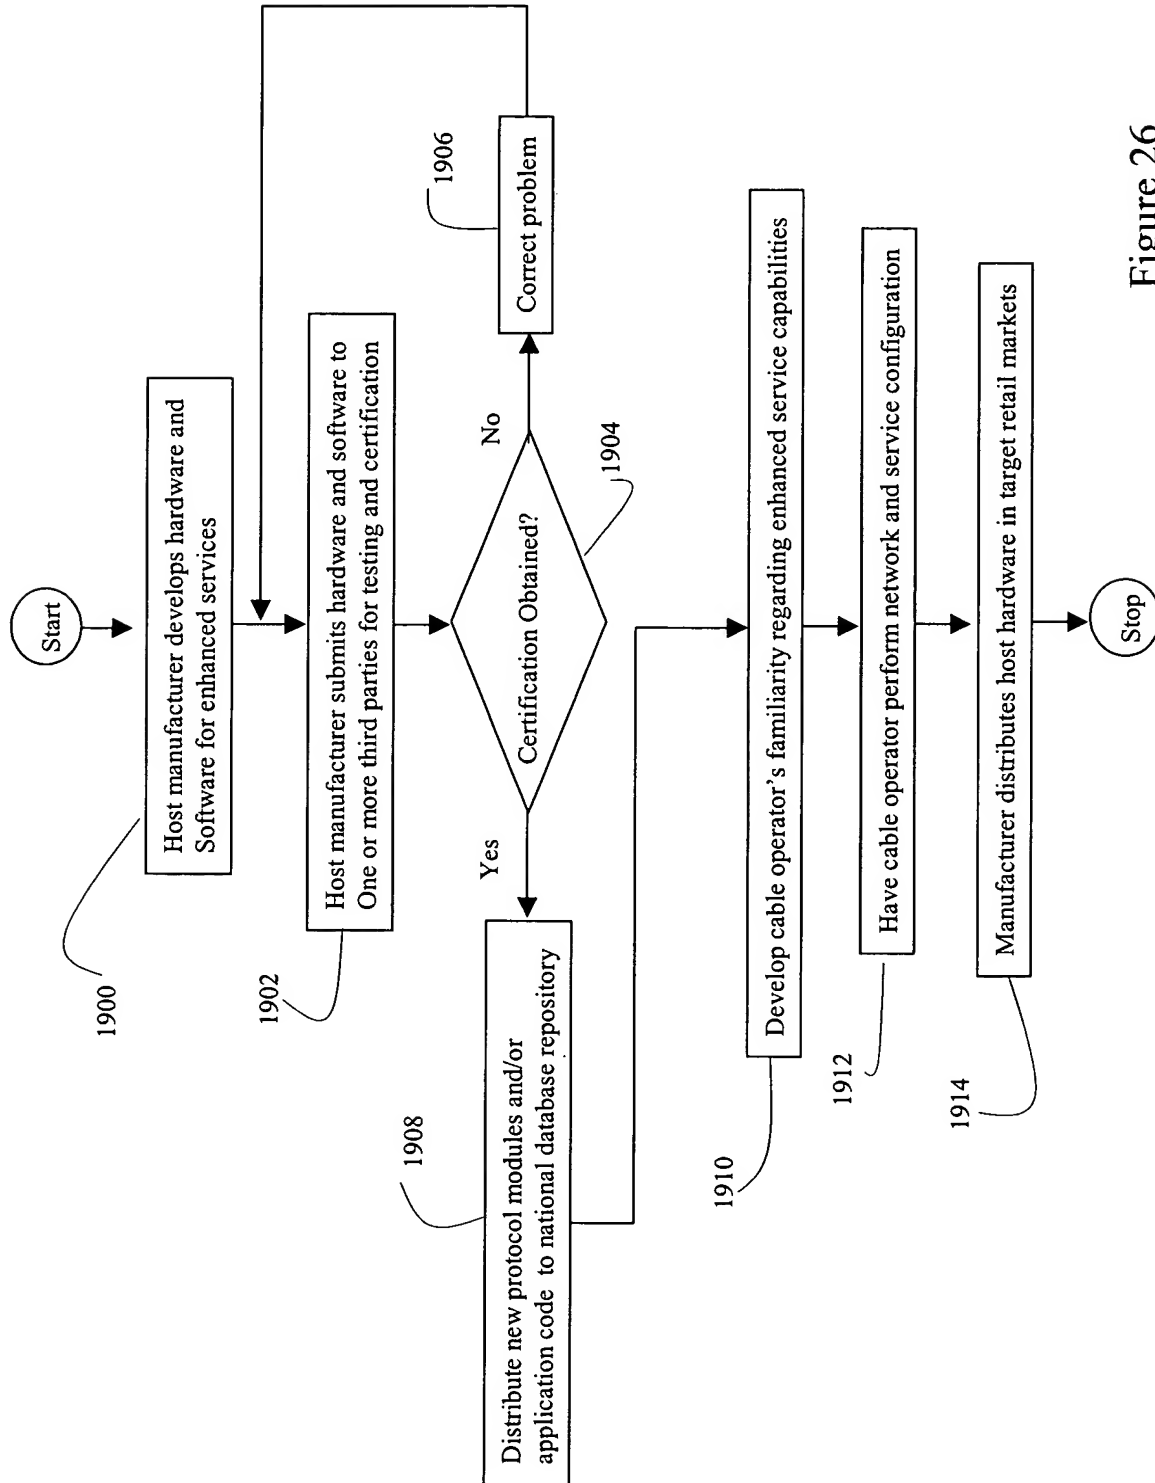 Start
Host manufacturer develops hardware and
Software for enhanced services
1900
Host manufacturer submits hardware and software to
One or more third parties for testing and certification
1902
Certification Obtained?
1904
No
Correct problem
1906
Yes
Distribute new protocol modules and/or
application code to national database repository
1908
Develop cable operator's familiarity regarding enhanced service capabilities
1910
Have cable operator perform network and service configuration
1912
Manufacturer distributes host hardware in target retail markets
1914
Stop
Figure 26